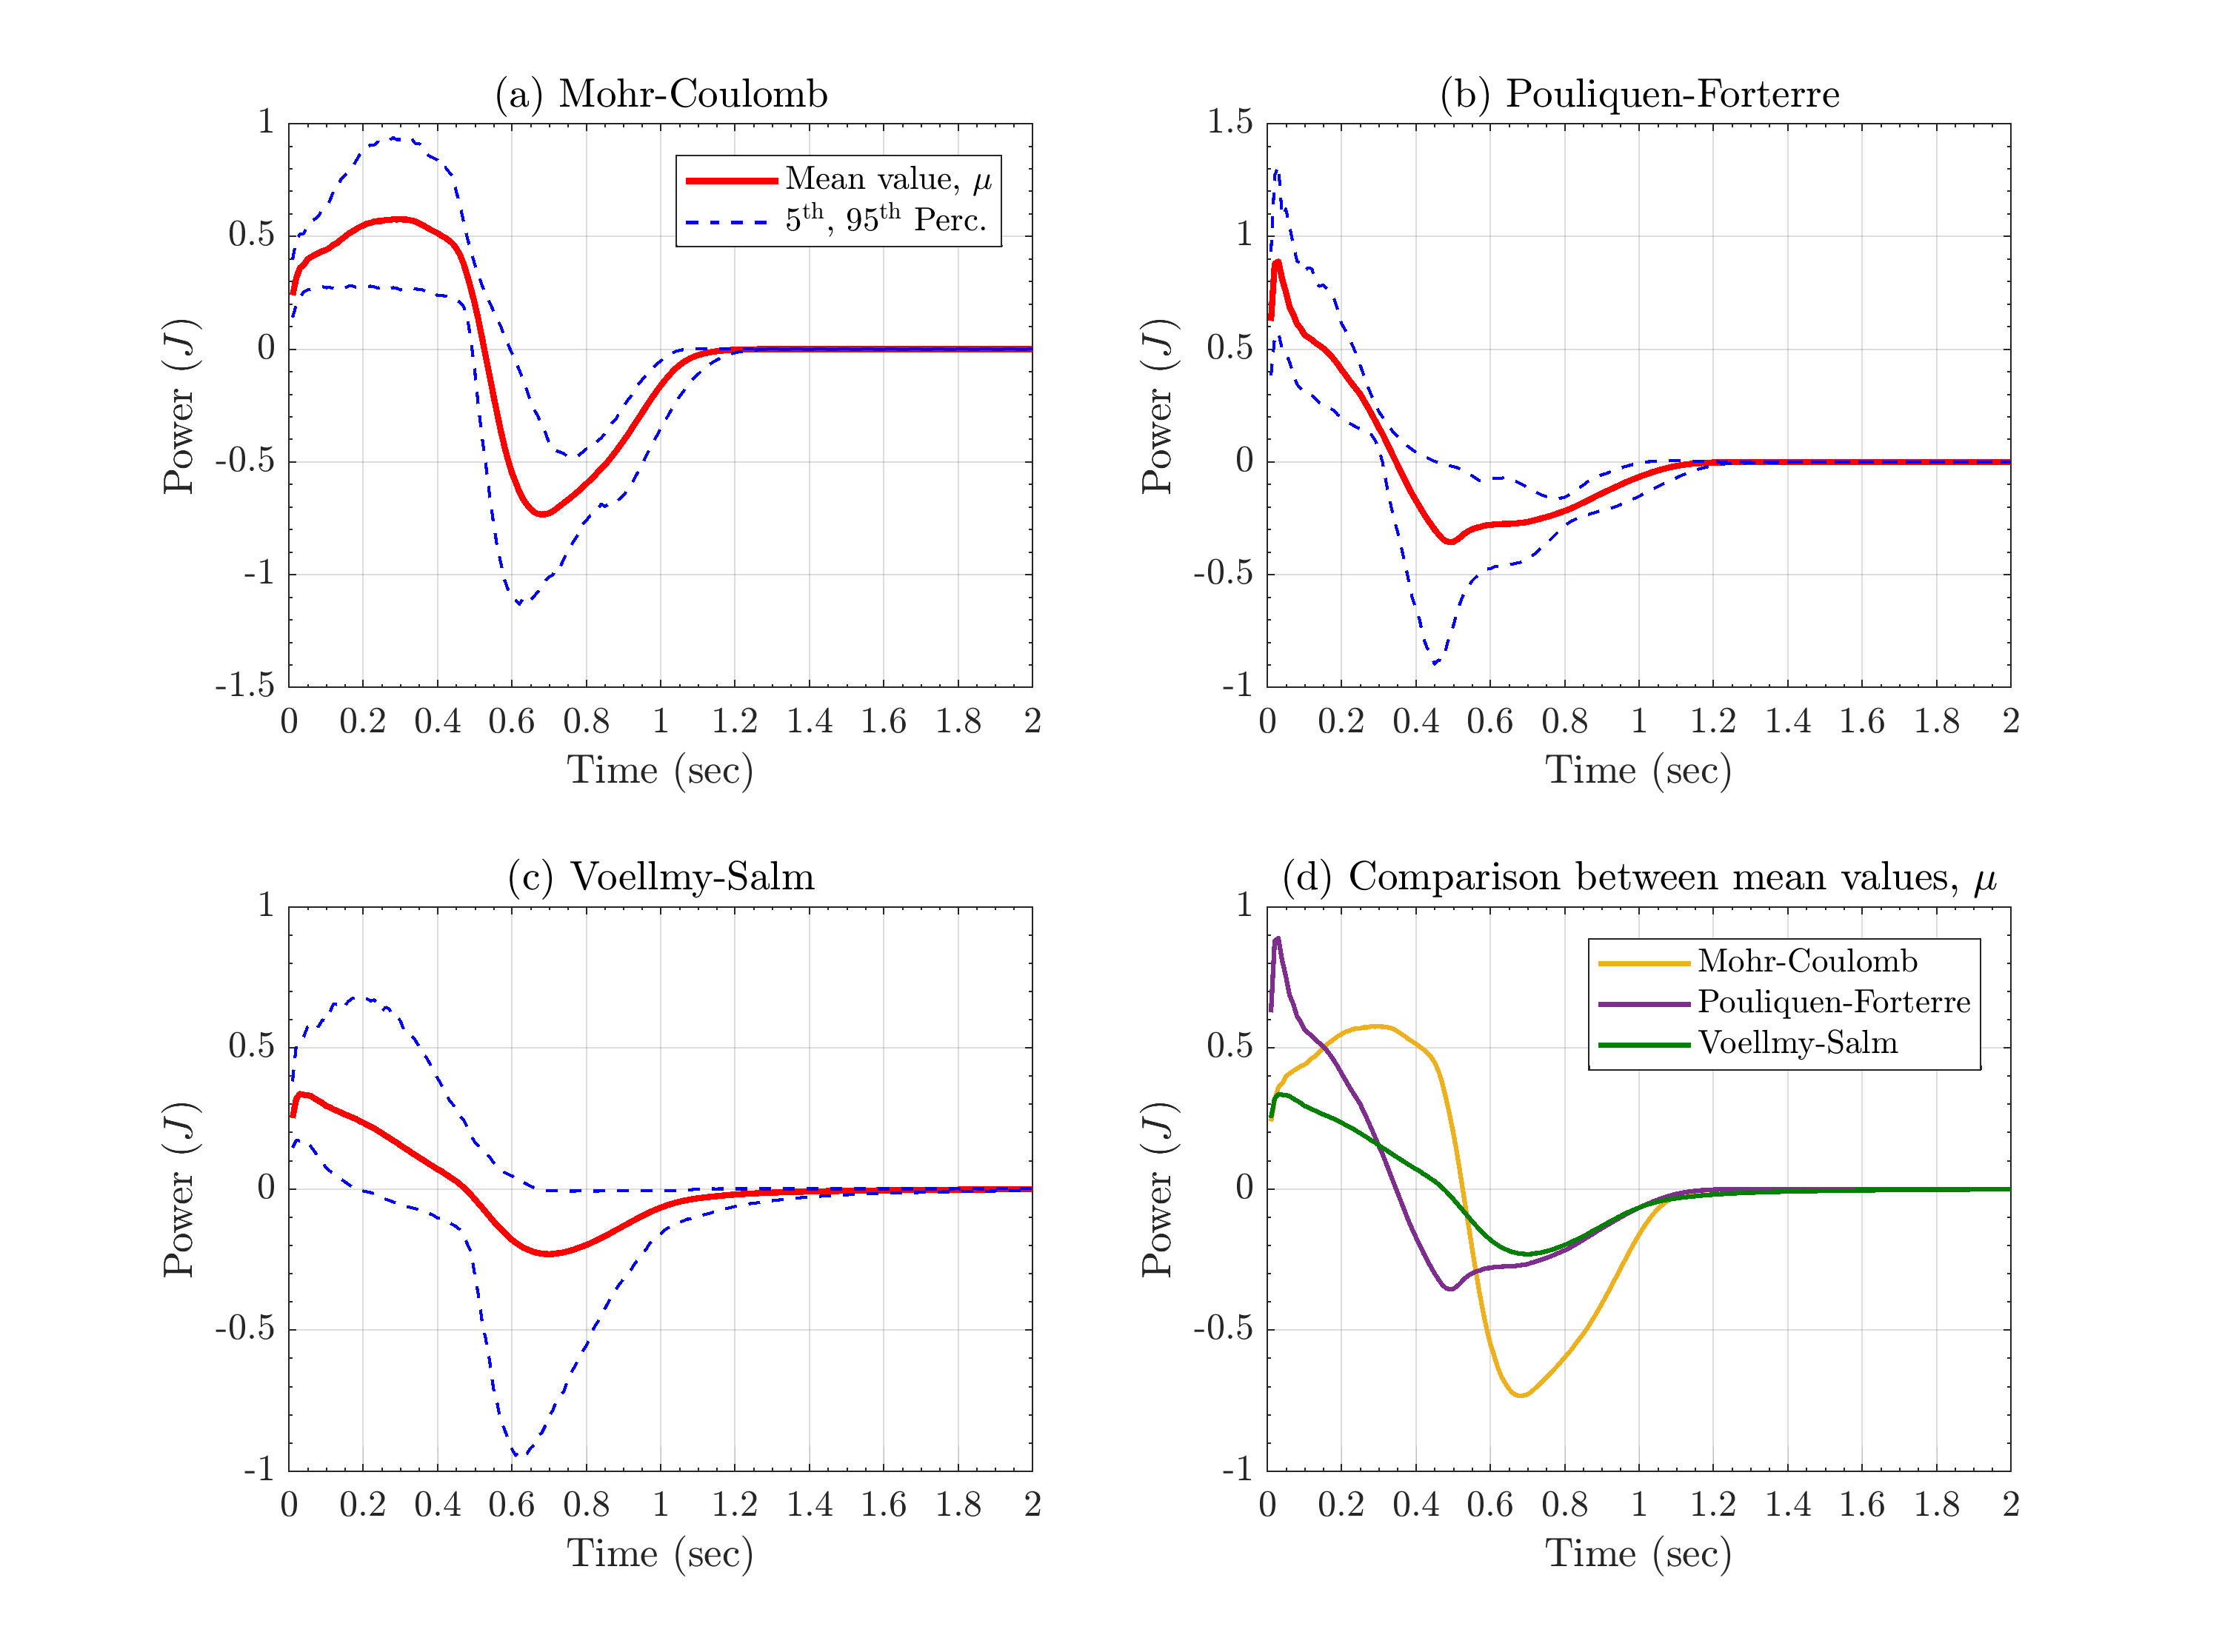 (a) Mohr-Coulomb
1
0.5
0
-0.5
-1
-1.5
Power (J)
Mean value, μ
5th, 95th Perc.
0 0.2 0.4 0.6 0.8 1 1.2 1.4 1.6 1.8 2
Time (sec)
(b) Pouliquen-Forterre
1.5
1
0.5
0
-0.5
-1
Power (J)
0 0.2 0.4 0.6 0.8 1 1.2 1.4 1.6 1.8 2
Time (sec)
(c) Voellmy-Salm
1
0.5
0
-0.5
-1
Power (J)
0 0.2 0.4 0.6 0.8 1 1.2 1.4 1.6 1.8 2
Time (sec)
(d) Comparison between mean values, μ
1
0.5
0
-0.5
-1
Power (J)
Mohr-Coulomb
Pouliquen-Forterre
Voellmy-Salm
0 0.2 0.4 0.6 0.8 1 1.2 1.4 1.6 1.8 2
Time (sec)